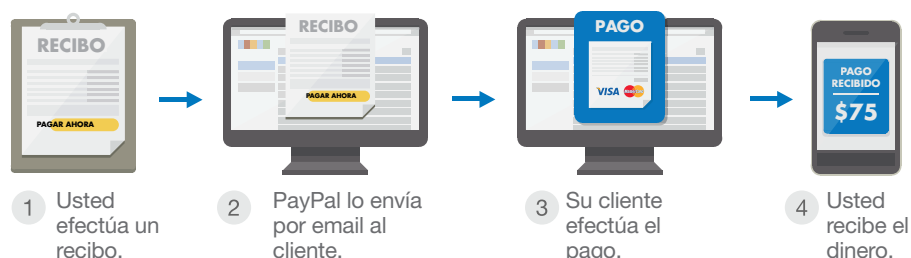 RECIBO
PAGAR AHORA
RECIBO
PAGAR AHORA
PAGO
VISA
PAGO
RECIBIDO
$75
1
Usted
efectúa un
recibo.
2
PayPal lo envía
por email al
cliente.
3
Su cliente
efectúa el
pago.
4
Usted
recibe el
dinero.